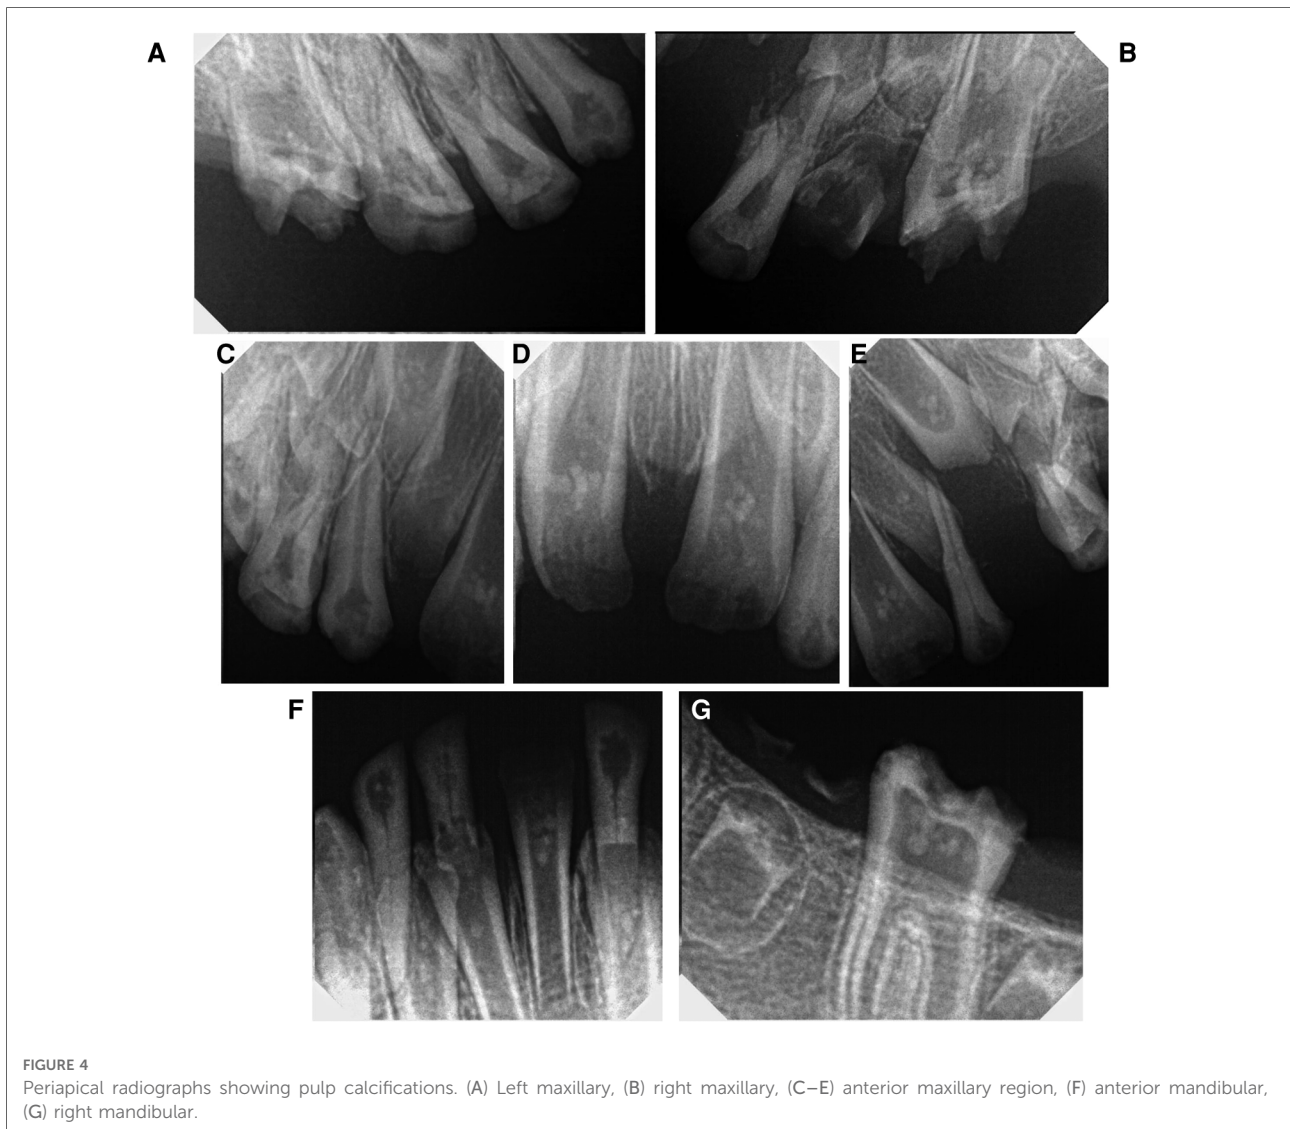 A
B
C
D
E
F
G
FIGURE 4
Periapical radiographs showing pulp calcifications. (A) Left maxillary, (B) right maxillary, (C–E) anterior maxillary region, (F) anterior mandibular,
(G) right mandibular.